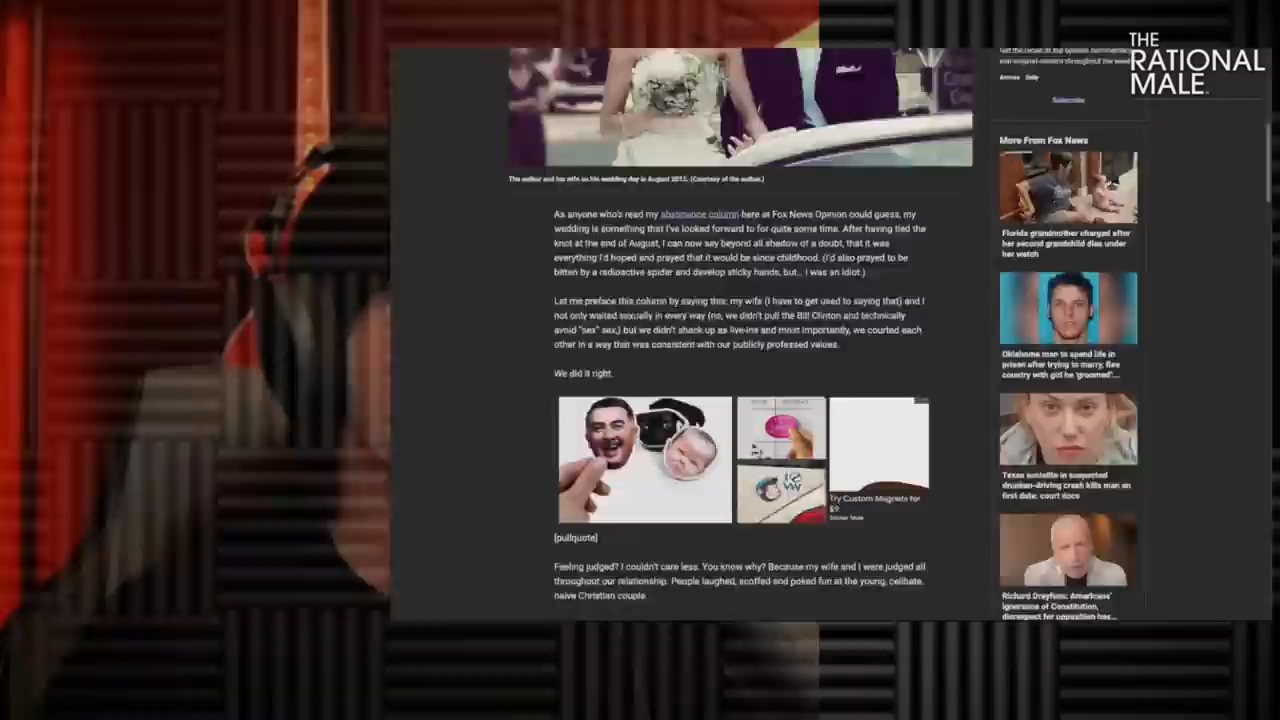 THE
RATIONAL
MALE.
Subscribe
More From Fox News
Florida grandmother charged after
her second grandchild dies under
her watch
Oklahoma man to spend life in
prison after trying to marry, flee
country with girl he 'groomed'...
Texas
drunken-driving crash kills man on
first date, court docs
Richard Dreyfuss: Americans'
ignorance of Constitution,
disrespect for opposition has...
The author and his wife on his wedding day in August 2012. (Courtesy of the author.)
As anyone who's read my abstinence column here at Fox News Opinion could guess, my
wedding is something that I've looked forward to for quite some time. After having tied the
knot at the end of August, I can now say beyond all shadow of a doubt, that it was
everything I'd hoped and prayed that it would be since childhood. (I'd also prayed to be
bitten by a radioactive spider and develop sticky hands, but... I was an idiot.)
Let me preface this column by saying this: my wife (I have to get used to saying that) and I
not only waited sexually in every way (no, we didn't pull the Bill Clinton and technically
avoid "sex" sex,) but we didn't shack up as live-ins and most importantly, we courted each
other in a way that was consistent with our publicly professed values.
We did it right.
Try Custom Magnets for
$9
Sticker Mule
[pullquote]
Feeling judged? I couldn't care less. You know why? Because my wife and I were judged all
throughout our relationship. People laughed, scoffed and poked fun at the young, celibate,
naive Christian couple.